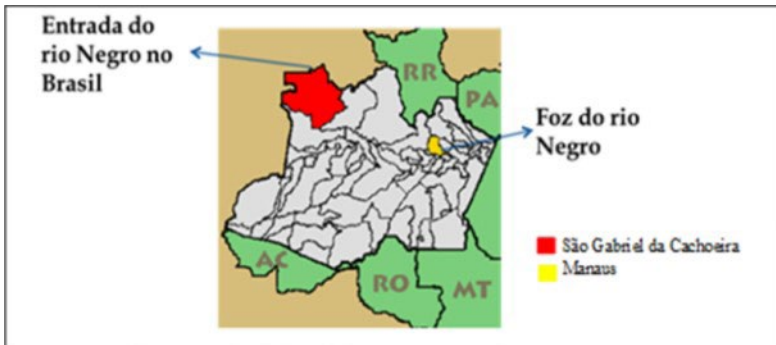 Entrada do
rio Negro no
Brasil
RR
PA
Foz do rio
Negro
São Gabriel da Cachoeira
Manaus
AC
RO
MT